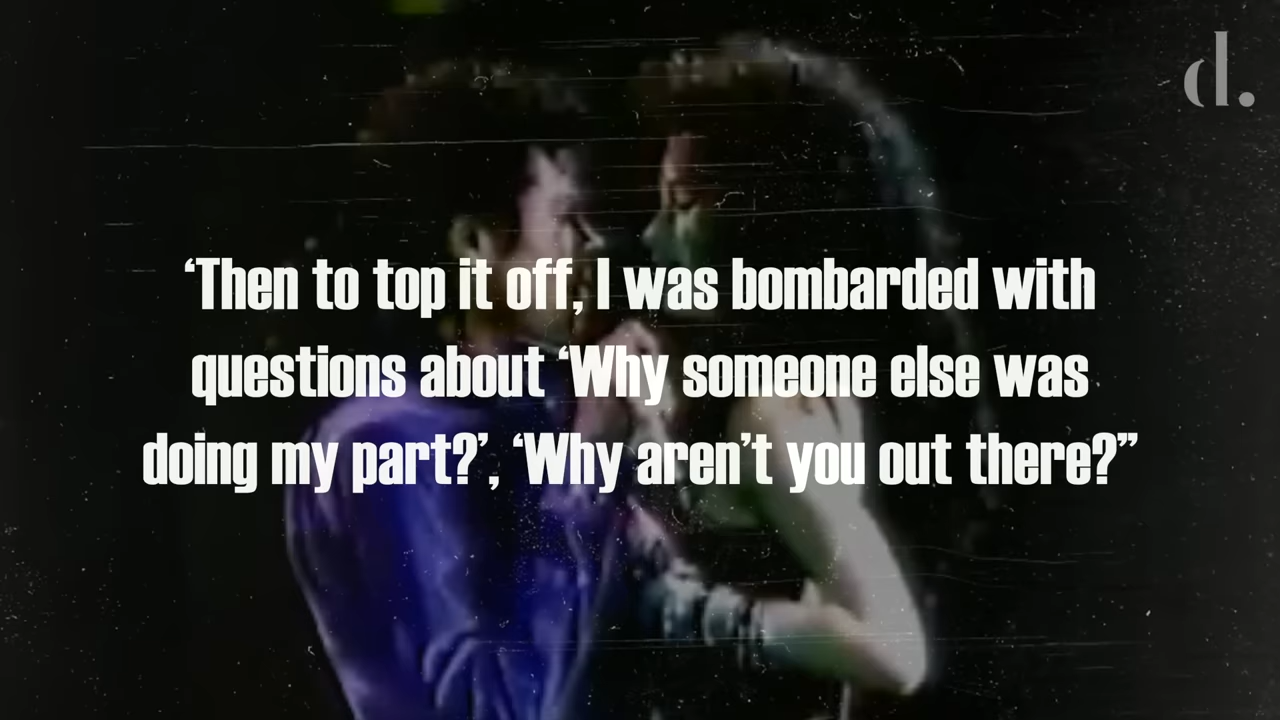 d.
‘Then to top it off, I was bombarded with
questions about ‘Why someone else was
doing my part?’, ‘Why aren’t you out there?”